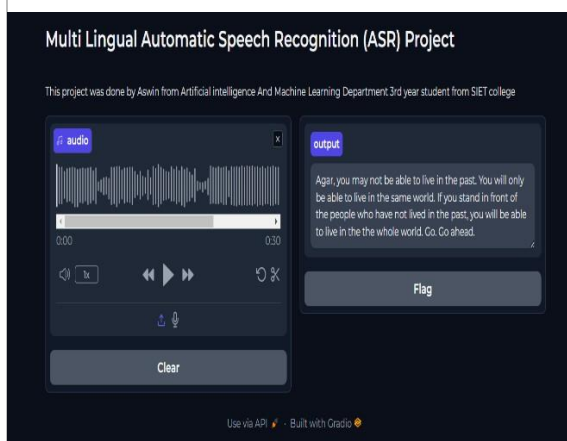 Multi Lingual Automatic Speech Recognition (ASR) Project
This project was done by Aswin from Artificial intelligence And Machine Learning Department 3rd year student from SIET college
audio
0:00
0:30
1x
Clear
output
Agar, you may not be able to live in the past. You will only
be able to live in the same world. If you stand in front of
the people who have not lived in the past, you will be able
to live in the the whole world. Go. Go ahead.
Flag
Use via API · Built with Gradio